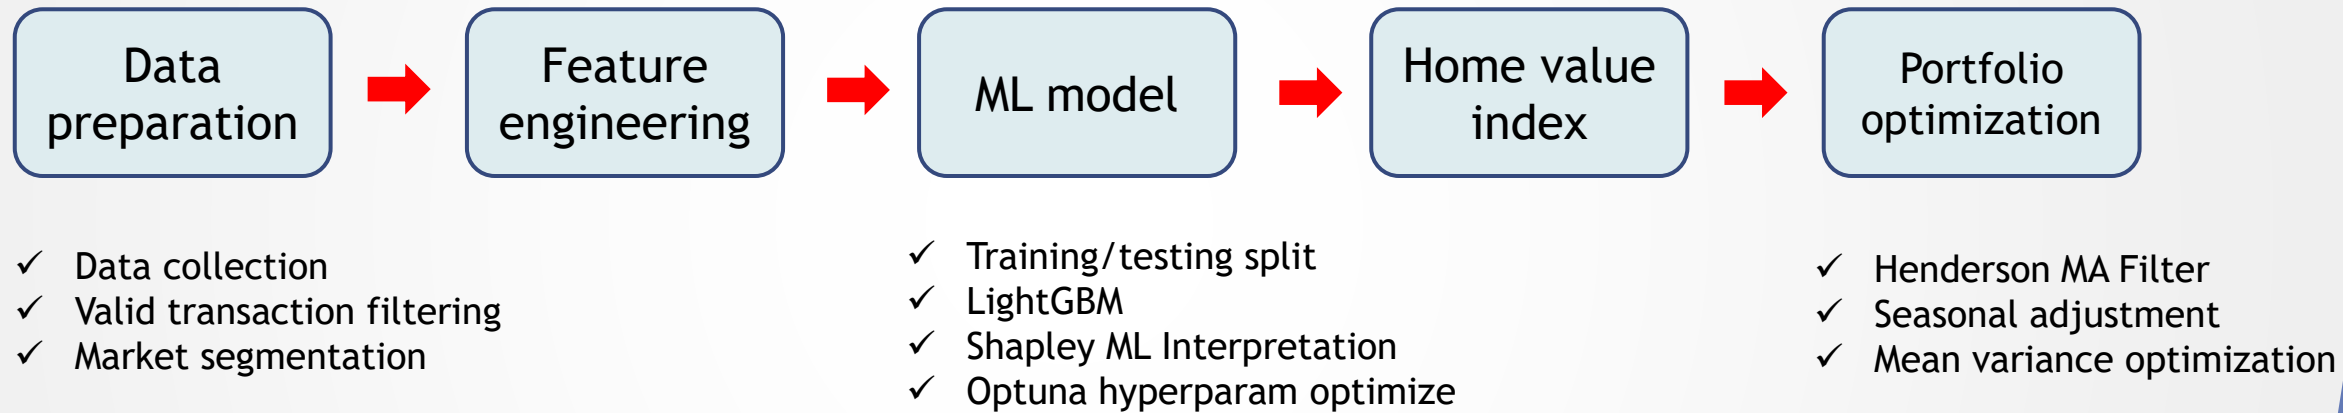 Data
preparation
Feature
engineering
ML model
Home value
index
Portfolio
optimization
✓ Data collection
✓ Valid transaction filtering
✓ Market segmentation
✓ Training/testing split
✓ LightGBM
✓ Shapley ML Interpretation
✓ Optuna hyperparam optimize
✓ Henderson MA Filter
✓ Seasonal adjustment
✓ Mean variance optimization